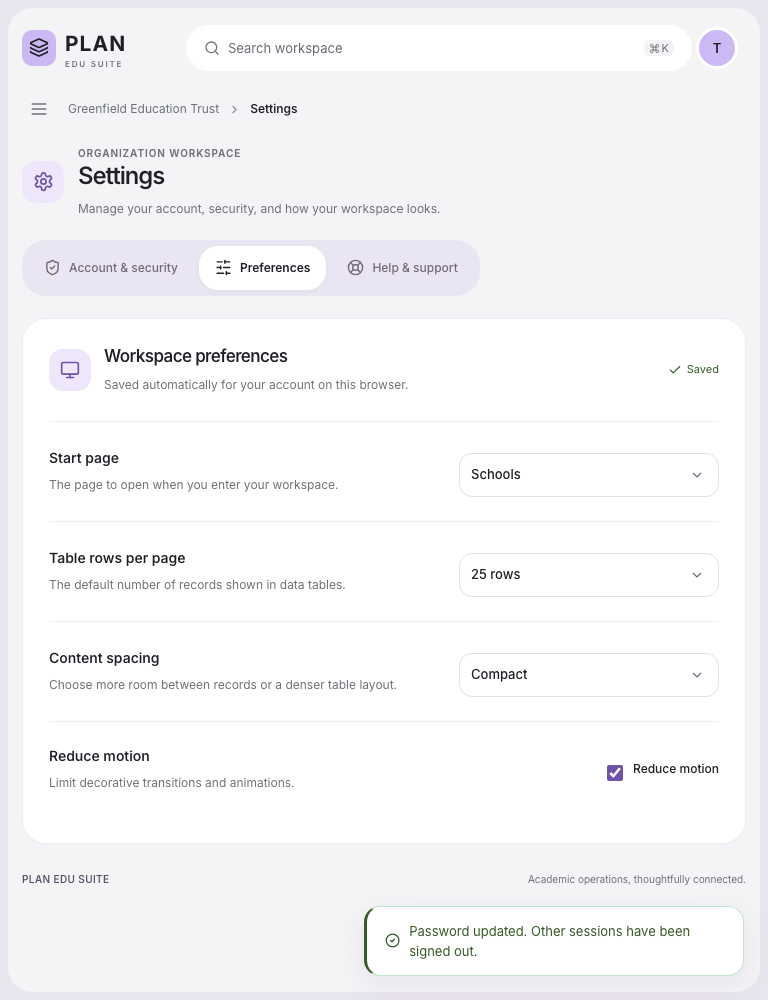 PLAN
EDU SUITE
Search workspace
⌘K
T
Greenfield Education Trust > Settings
ORGANIZATION WORKSPACE
Settings
Manage your account, security, and how your workspace looks.
Account & security
Preferences
Help & support
Workspace preferences
Saved automatically for your account on this browser.
Saved
Start page
The page to open when you enter your workspace.
Schools
Table rows per page
The default number of records shown in data tables.
25 rows
Content spacing
Choose more room between records or a denser table layout.
Compact
Reduce motion
Limit decorative transitions and animations.
Reduce motion
PLAN EDU SUITE
Academic operations, thoughtfully connected.
Password updated. Other sessions have been
signed out.